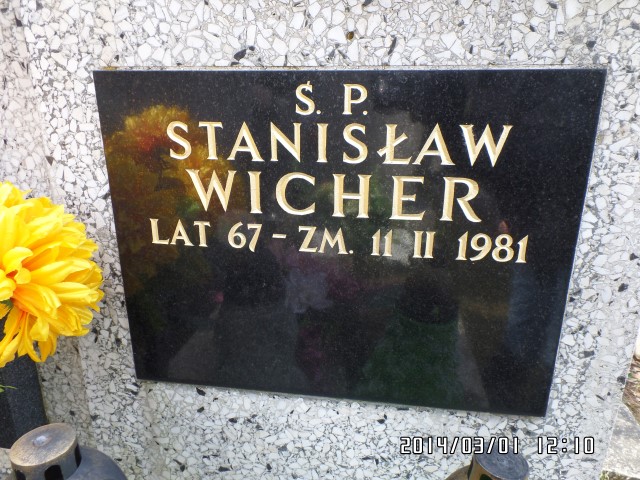 Ś. P.
STANISŁAW
WICHER
LAT 67 - ZM. 11 II 1981
2014/03/01 12:10